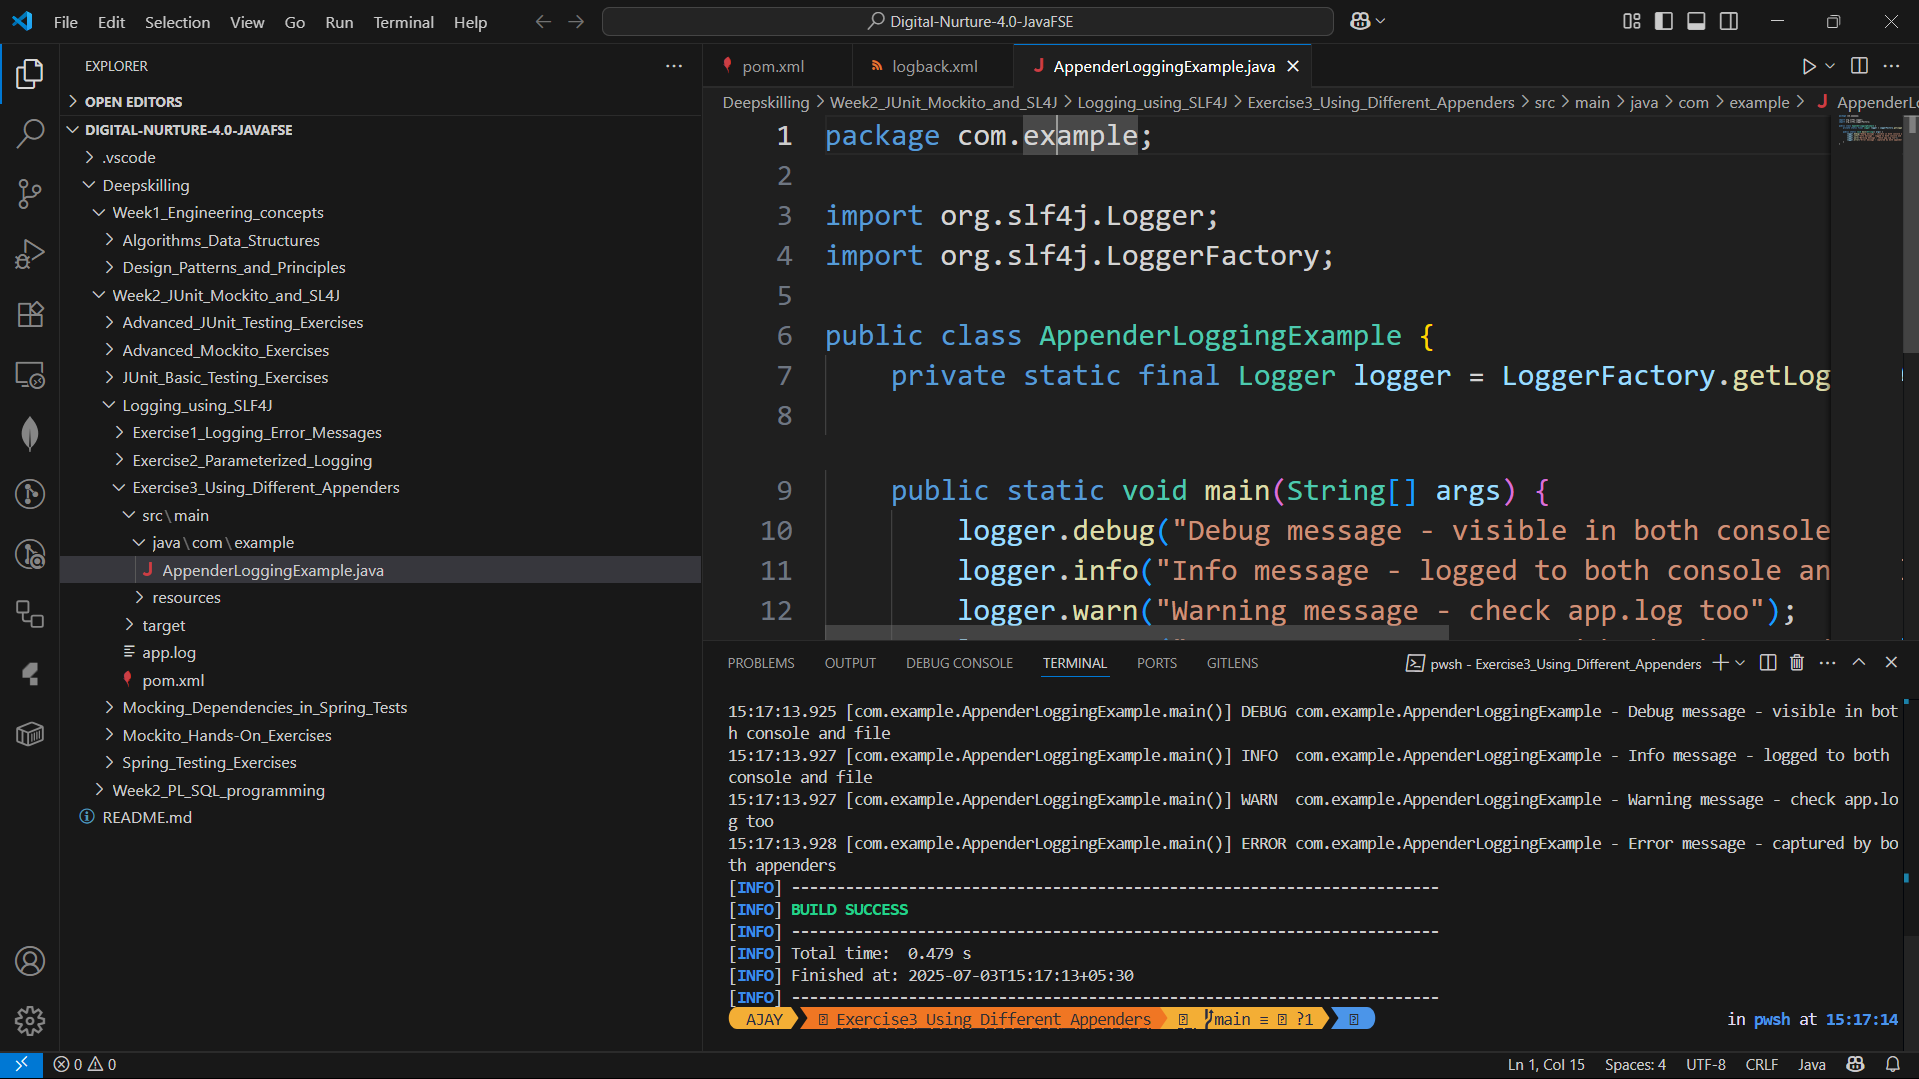 File Edit Selection View Go Run Terminal Help
Digital-Nurture-4.0-JavaFSE
EXPLORER
OPEN EDITORS
DIGITAL-NURTURE-4.0-JAVAFSE
.vscode
Deepskilling
Week1_Engineering_concepts
Algorithms_Data_Structures
Design_Patterns_and_Principles
Week2_JUnit_Mockito_and_SL4J
Advanced_JUnit_Testing_Exercises
Advanced_Mockito_Exercises
JUnit_Basic_Testing_Exercises
Logging_using_SLF4J
Exercise1_Logging_Error_Messages
Exercise2_Parameterized_Logging
Exercise3_Using_Different_Appenders
src\main
java\com\example
J AppenderLoggingExample.java
resources
target
app.log
pom.xml
Mocking_Dependencies_in_Spring_Tests
Mockito_Hands-On_Exercises
Spring_Testing_Exercises
Week2_PL_SQL_programming
README.md
pom.xml
logback.xml
J AppenderLoggingExample.java
Deepskilling > Week2_JUnit_Mockito_and_SL4J > Logging_using_SLF4J > Exercise3_Using_Different_Appenders > src > main > java > com > example > J AppenderLo
1 package com.example;
2
3 import org.slf4j.Logger;
4 import org.slf4j.LoggerFactory;
5
6 public class AppenderLoggingExample {
7 private static final Logger logger = LoggerFactory.getLog
8
9 public static void main(String[] args) {
10 logger.debug("Debug message - visible in both console
11 logger.info("Info message - logged to both console an
12 logger.warn("Warning message - check app.log too");
PROBLEMS OUTPUT DEBUG CONSOLE TERMINAL PORTS GITLENS
pwsh - Exercise3_Using_Different_Appenders
15:17:13.925 [com.example.AppenderLoggingExample.main()] DEBUG com.example.AppenderLoggingExample - Debug message - visible in bot
h console and file
15:17:13.927 [com.example.AppenderLoggingExample.main()] INFO  com.example.AppenderLoggingExample - Info message - logged to both
console and file
15:17:13.927 [com.example.AppenderLoggingExample.main()] WARN  com.example.AppenderLoggingExample - Warning message - check app.lo
g too
15:17:13.928 [com.example.AppenderLoggingExample.main()] ERROR com.example.AppenderLoggingExample - Error message - captured by bo
th appenders
[INFO] ------------------------------------------------------------------------
[INFO] BUILD SUCCESS
[INFO] ------------------------------------------------------------------------
[INFO] Total time:  0.479 s
[INFO] Finished at: 2025-07-03T15:17:13+05:30
[INFO] ------------------------------------------------------------------------
AJAY Exercise3_Using_Different_Appenders main ≡ ?1
in pwsh at 15:17:14
0 0
Ln 1, Col 15 Spaces: 4 UTF-8 CRLF Java